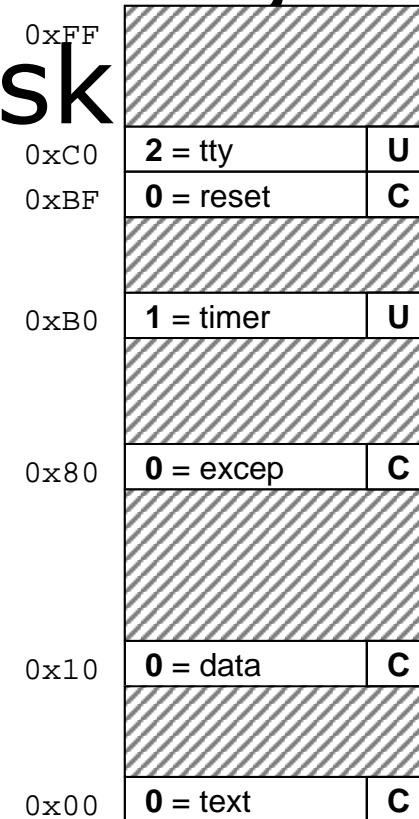 0xFF
sk
0xC0 2 = tty U
0xBF 0 = reset C
0xB0 1 = timer U
0x80 0 = excep C
0x10 0 = data C
0x00 0 = text C